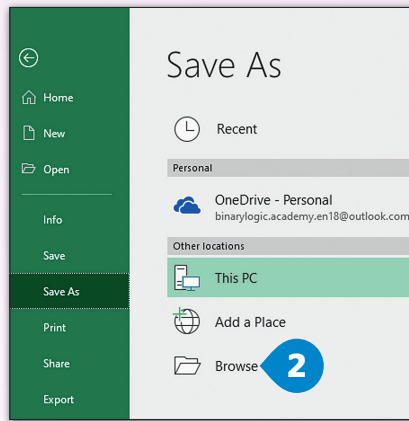 Save As
Home
New
Open
Info
Save
Save As
Print
Share
Export
Recent
Personal
OneDrive - Personal
binarylogic.academy.en18@outlook.com
Other locations
This PC
Add a Place
Browse
2